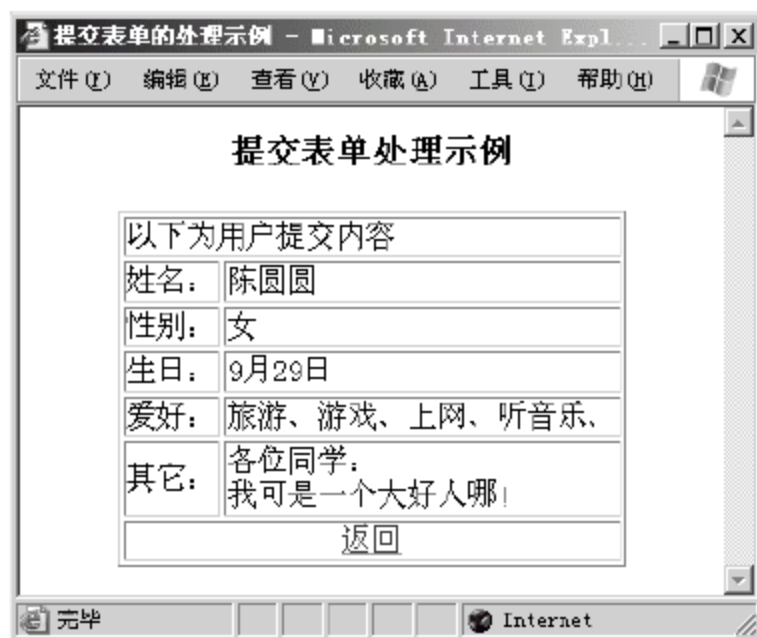 提交表单的处理示例 - Microsoft Internet Expl...
文件(F) 编辑(E) 查看(V) 收藏(A) 工具(T) 帮助(H)
提交表单处理示例
以下为用户提交内容
姓名： 陈圆圆
性别： 女
生日： 9月29日
爱好： 旅游、游戏、上网、听音乐、
其它： 各位同学：
我可是一个大好人哪!
返回
完毕 Internet